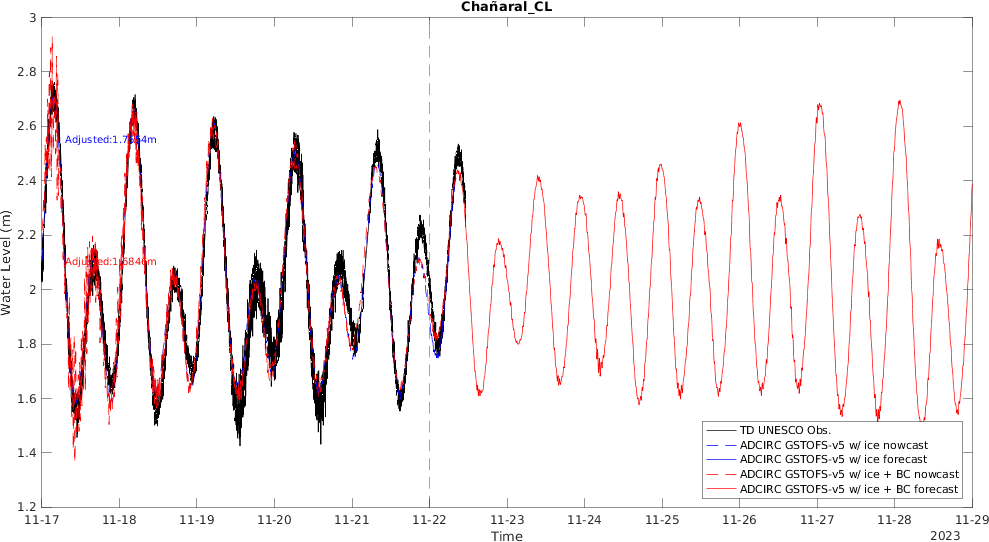 Chañaral_CL
3
2.8
2.6
2.4
2.2
2
1.8
1.6
1.4
1.2
Water Level (m)
Adjusted:1.7
Adjusted:1.6846m
TD UNESCO Obs.
ADCIRC GSTOFS-v5 w/ ice nowcast
ADCIRC GSTOFS-v5 w/ ice forecast
ADCIRC GSTOFS-v5 w/ ice + BC nowcast
ADCIRC GSTOFS-v5 w/ ice + BC forecast
11-17
11-18
11-19
11-20
11-21
11-22
11-23
11-24
11-25
11-26
11-27
11-28
11-29
Time
2023